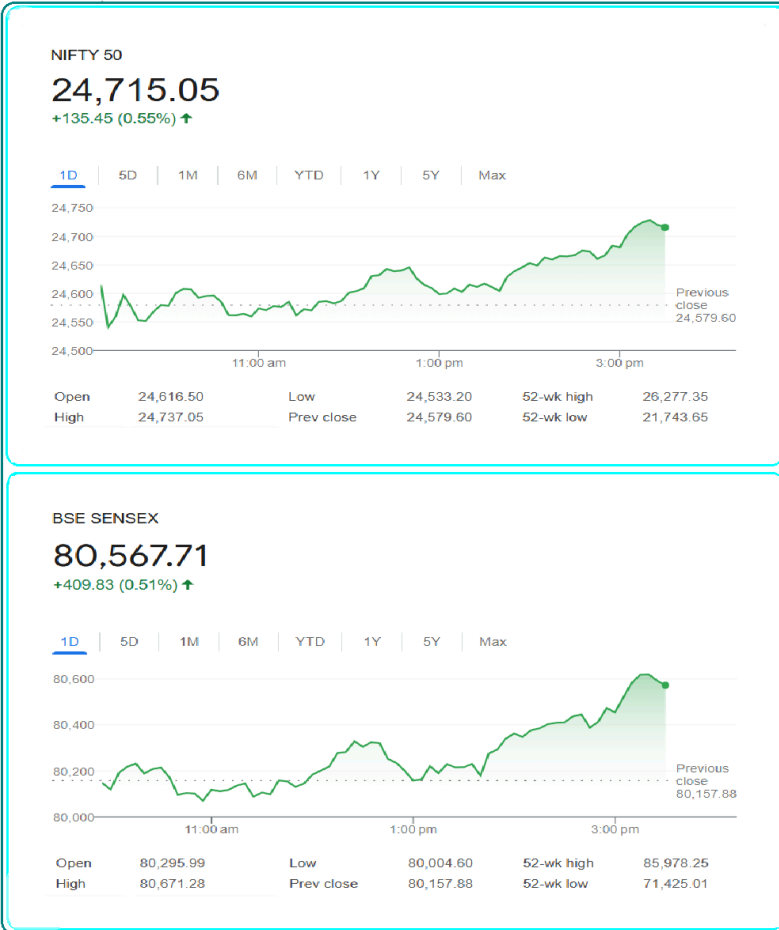 NIFTY 50
24,715.05
+135.45 (0.55%) ↑
1D 5D 1M 6M YTD 1Y 5Y Max
24,750
24,700
24,650
24,600
24,550
24,500
Previous
close
24,579.60
11:00 am 1:00 pm 3:00 pm
Open 24,616.50 Low 24,533.20 52-wk high 26,277.35
High 24,737.05 Prev close 24,579.60 52-wk low 21,743.65
BSE SENSEX
80,567.71
+409.83 (0.51%) ↑
1D 5D 1M 6M YTD 1Y 5Y Max
80,600
80,400
80,200
80,000
Previous
close
80,157.88
11:00 am 1:00 pm 3:00 pm
Open 80,295.99 Low 80,004.60 52-wk high 85,978.25
High 80,671.28 Prev close 80,157.88 52-wk low 71,425.01